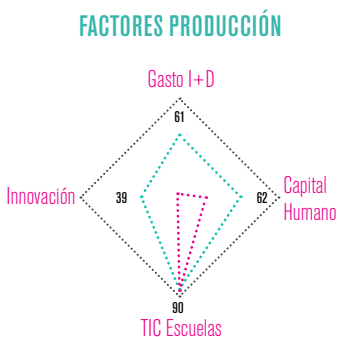 FACTORES PRODUCCIÓN
Gasto I+D
61
Innovación
39
62
Capital
Humano
90
TIC Escuelas